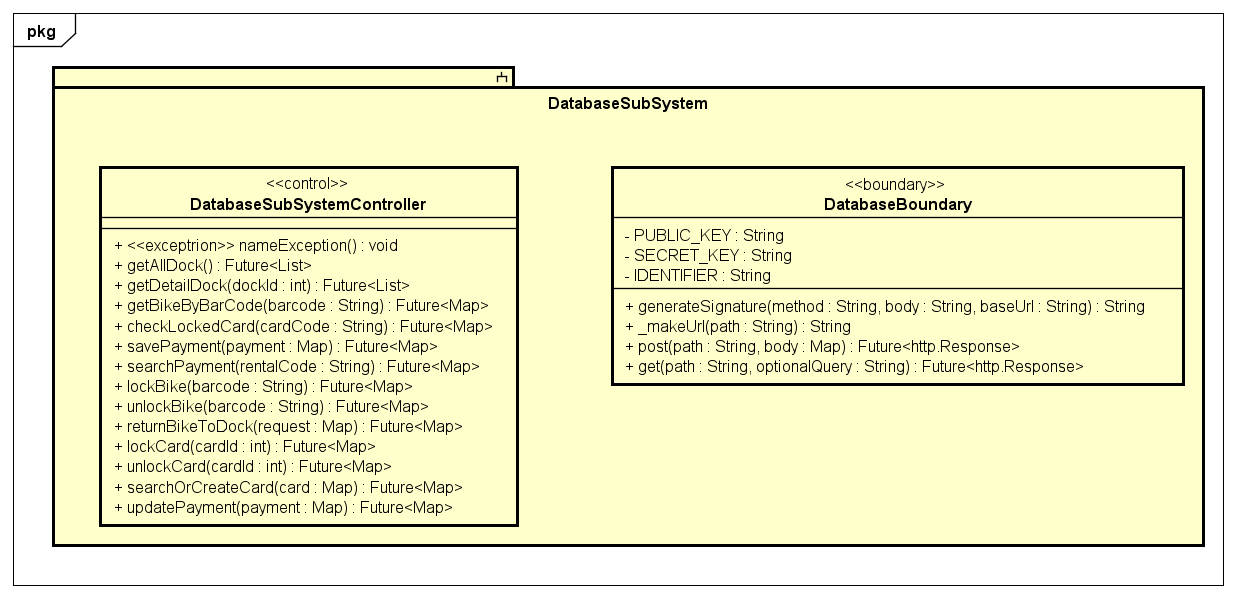 pkg
DatabaseSubSystem
<<control>>
DatabaseSubSystemController
+ <<exceptrion>> nameException() : void
+ getAllDock() : Future<List>
+ getDetailDock(dockId : int) : Future<List>
+ getBikeByBarCode(barcode : String) : Future<Map>
+ checkLockedCard(cardCode : String) : Future<Map>
+ savePayment(payment : Map) : Future<Map>
+ searchPayment(rentalCode : String) : Future<Map>
+ lockBike(barcode : String) : Future<Map>
+ unlockBike(barcode : String) : Future<Map>
+ returnBikeToDock(request : Map) : Future<Map>
+ lockCard(cardId : int) : Future<Map>
+ unlockCard(cardId : int) : Future<Map>
+ searchOrCreateCard(card : Map) : Future<Map>
+ updatePayment(payment : Map) : Future<Map>
<<boundary>>
DatabaseBoundary
- PUBLIC_KEY : String
- SECRET_KEY : String
- IDENTIFIER : String
+ generateSignature(method : String, body : String, baseUrl : String) : String
+ _makeUrl(path : String) : String
+ post(path : String, body : Map) : Future<http.Response>
+ get(path : String, optionalQuery : String) : Future<http.Response>